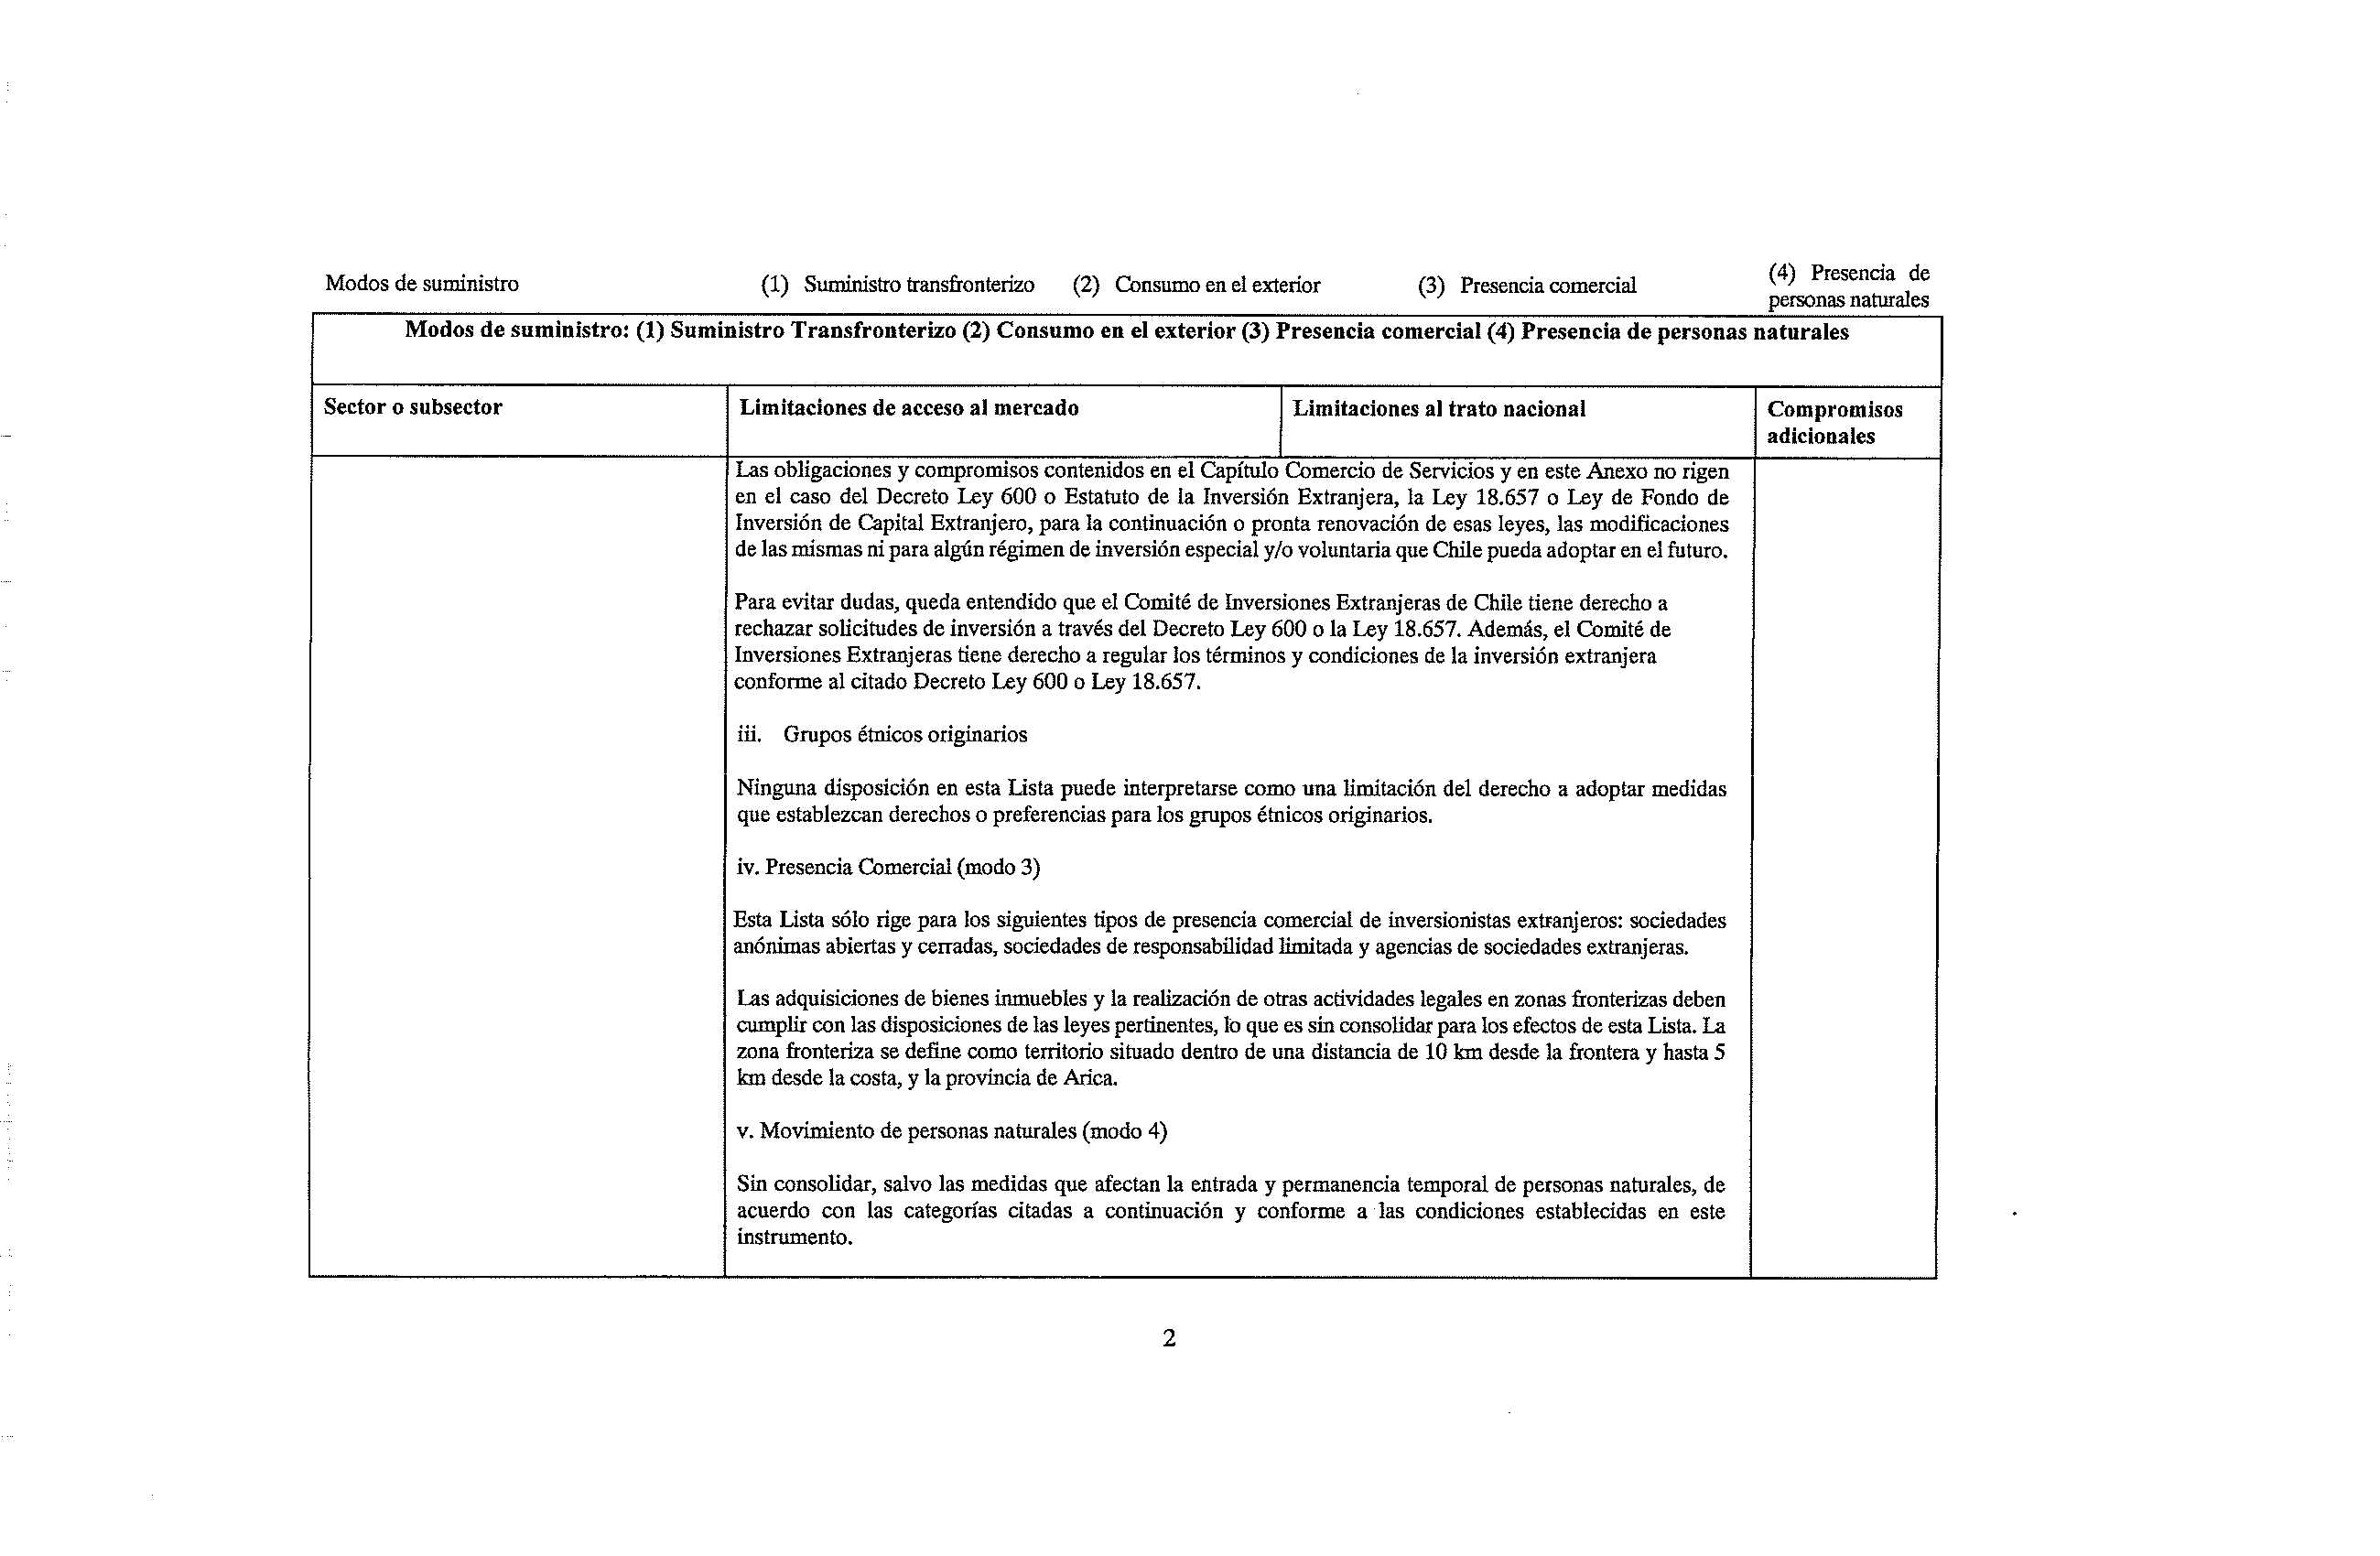 Modos de suministro (1) Suministro transfronterizo (2) Consumo en el exterior (3) Presencia comercial (4) Presencia de
personas naturales
Modos de suministro: (1) Suministro Transfronterizo (2) Consumo en el exterior (3) Presencia comercial (4) Presencia de personas naturales
Sector o subsector Limitaciones de acceso al mercado Limitaciones al trato nacional Compromisos
adicionales
Las obligaciones y compromisos contenidos en el Capítulo Comercio de Servicios y en este Anexo no rigen
en el caso del Decreto Ley 600 o Estatuto de la Inversión Extranjera, la Ley 18.657 o Ley de Fondo de
Inversión de Capital Extranjero, para la continuación o pronta renovación de esas leyes, las modificaciones
de las mismas ni para algún régimen de inversión especial y/o voluntaria que Chile pueda adoptar en el futuro.
Para evitar dudas, queda entendido que el Comité de Inversiones Extranjeras de Chile tiene derecho a
rechazar solicitudes de inversión a través del Decreto Ley 600 o la Ley 18.657. Además, el Comité de
Inversiones Extranjeras tiene derecho a regular los términos y condiciones de la inversión extranjera
conforme al citado Decreto Ley 600 o Ley 18.657.
iii. Grupos étnicos originarios
Ninguna disposición en esta Lista puede interpretarse como una limitación del derecho a adoptar medidas
que establezcan derechos o preferencias para los grupos étnicos originarios.
iv. Presencia Comercial (modo 3)
Esta Lista sólo rige para los siguientes tipos de presencia comercial de inversionistas extranjeros: sociedades
anónimas abiertas y cerradas, sociedades de responsabilidad limitada y agencias de sociedades extranjeras.
Las adquisiciones de bienes inmuebles y la realización de otras actividades legales en zonas fronterizas deben
cumplir con las disposiciones de las leyes pertinentes, lo que es sin consolidar para los efectos de esta Lista. La
zona fronteriza se define como territorio situado dentro de una distancia de 10 km desde la frontera y hasta 5
km desde la costa, y la provincia de Arica.
v. Movimiento de personas naturales (modo 4)
Sin consolidar, salvo las medidas que afectan la entrada y permanencia temporal de personas naturales, de
acuerdo con las categorías citadas a continuación y conforme a las condiciones establecidas en este
instrumento.
2